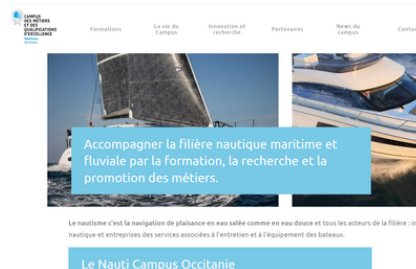 CAMPUS
DES MÉTIERS
ET DES
QUALIFICATIONS
D'EXCELLENCE
Formations
La vie du
Campus
Innovation et
recherche
Partenaires
News du
campus
Contac
Accompagner la filière nautique maritime et
fluviale par la formation, la recherche et la
promotion des métiers.
Le nautisme c'est la navigation de plaisance en eau salée comme en eau douce et tous les acteurs de la filière : in
nautique et entreprises des services associées à l'entretien et à l'équipement des bateaux.
Le Nauti Campus Occitanie